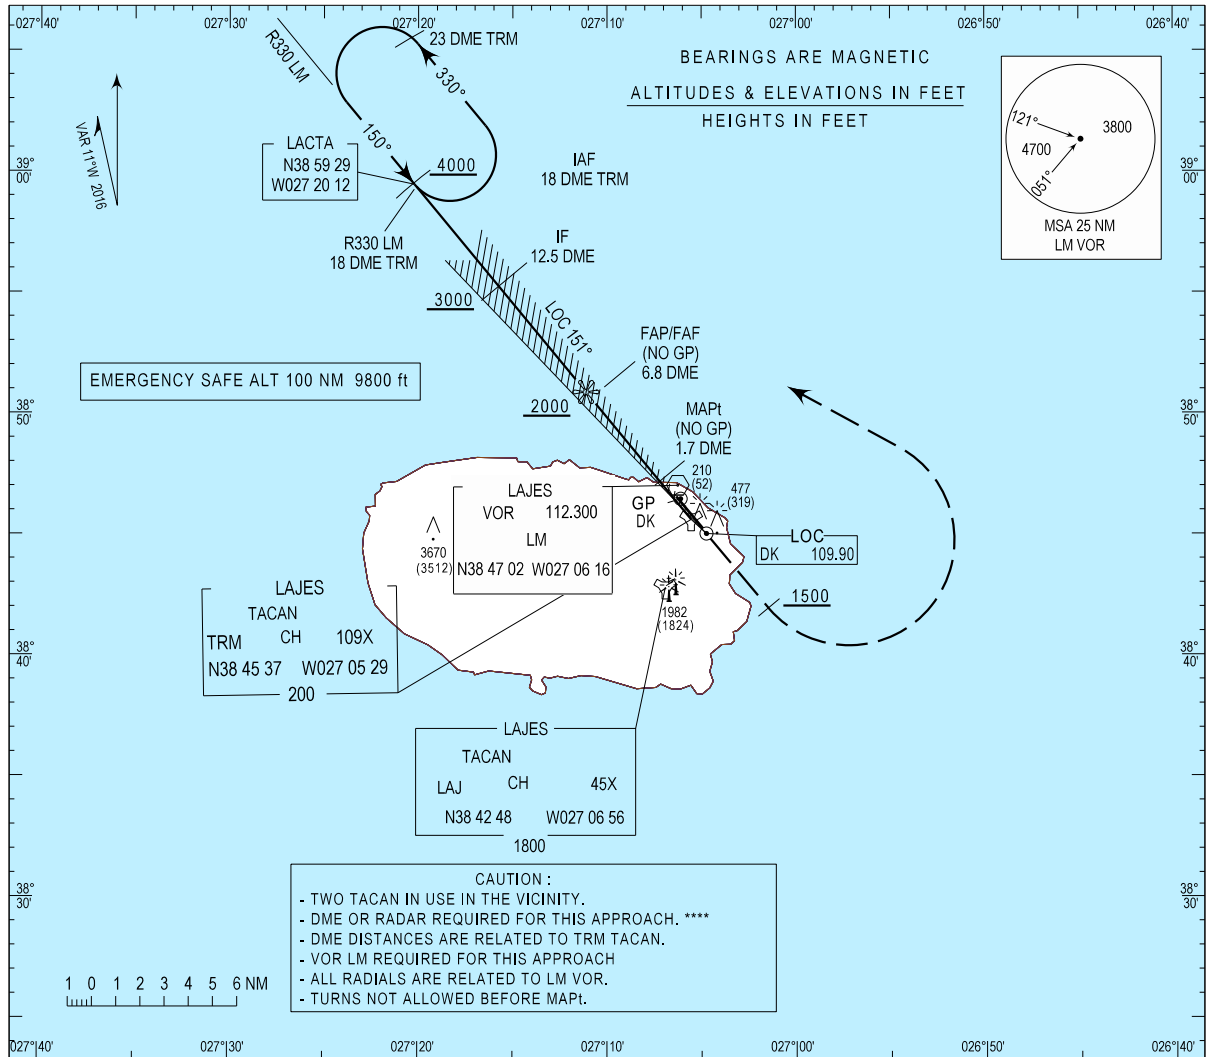 027°40' 027°30' 027°20' 027°10' 027°00' 026°50' 026°40'
23 DME TRM
R330 LM
330°
150°
BEARINGS ARE MAGNETIC
ALTITUDES & ELEVATIONS IN FEET
HEIGHTS IN FEET
121°
3800
4700
051°
MSA 25 NM
LM VOR
VAR 11°W 2016
LACTA
N38 59 29
W027 20 12
4000
IAF
18 DME TRM
39°
00'
39°
00'
R330 LM
18 DME TRM
IF
12.5 DME
3000
LOC 151°
FAP/FAF
(NO GP)
6.8 DME
EMERGENCY SAFE ALT 100 NM 9800 ft
2000
38°
50'
38°
50'
MAPt
(NO GP)
1.7 DME
210
(52)
477
(319)
GP
DK
LAJES
VOR 112.300
LM
N38 47 02 W027 06 16
3670
(3512)
LOC
DK 109.90
1500
1982
(1824)
LAJES
TACAN
TRM CH 109X
N38 45 37 W027 05 29
200
38°
40'
38°
40'
LAJES
TACAN
LAJ CH 45X
N38 42 48 W027 06 56
1800
38°
30'
38°
30'
CAUTION :
- TWO TACAN IN USE IN THE VICINITY.
- DME OR RADAR REQUIRED FOR THIS APPROACH. ****
- DME DISTANCES ARE RELATED TO TRM TACAN.
- VOR LM REQUIRED FOR THIS APPROACH
- ALL RADIALS ARE RELATED TO LM VOR.
- TURNS NOT ALLOWED BEFORE MAPt.
1 0 1 2 3 4 5 6 NM
027°40' 027°30' 027°20' 027°10' 027°00' 026°50' 026°40'